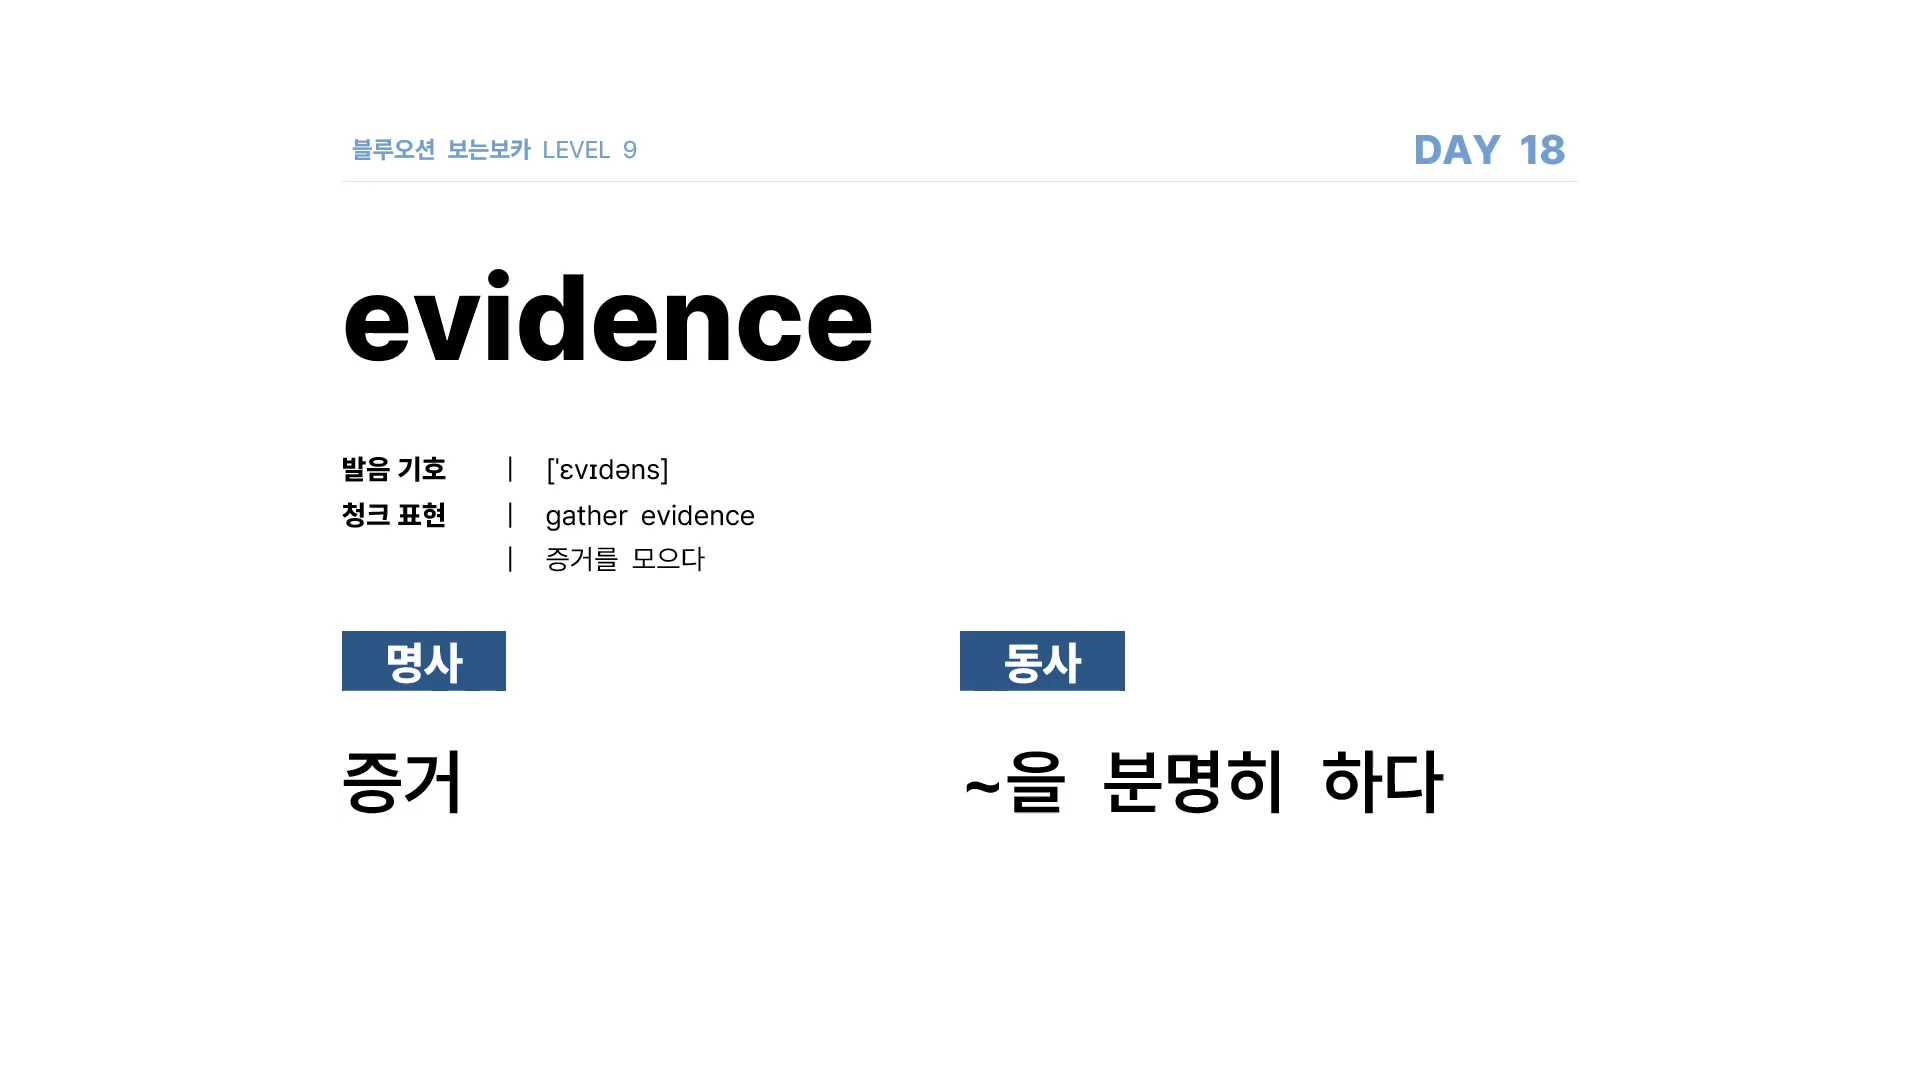 블루오션 보는보카 LEVEL 9
DAY 18
evidence
발음 기호 | [ˈɛvɪdəns]
청크 표현 | gather evidence
| 증거를 모으다
명사
동사
증거
~을 분명히 하다